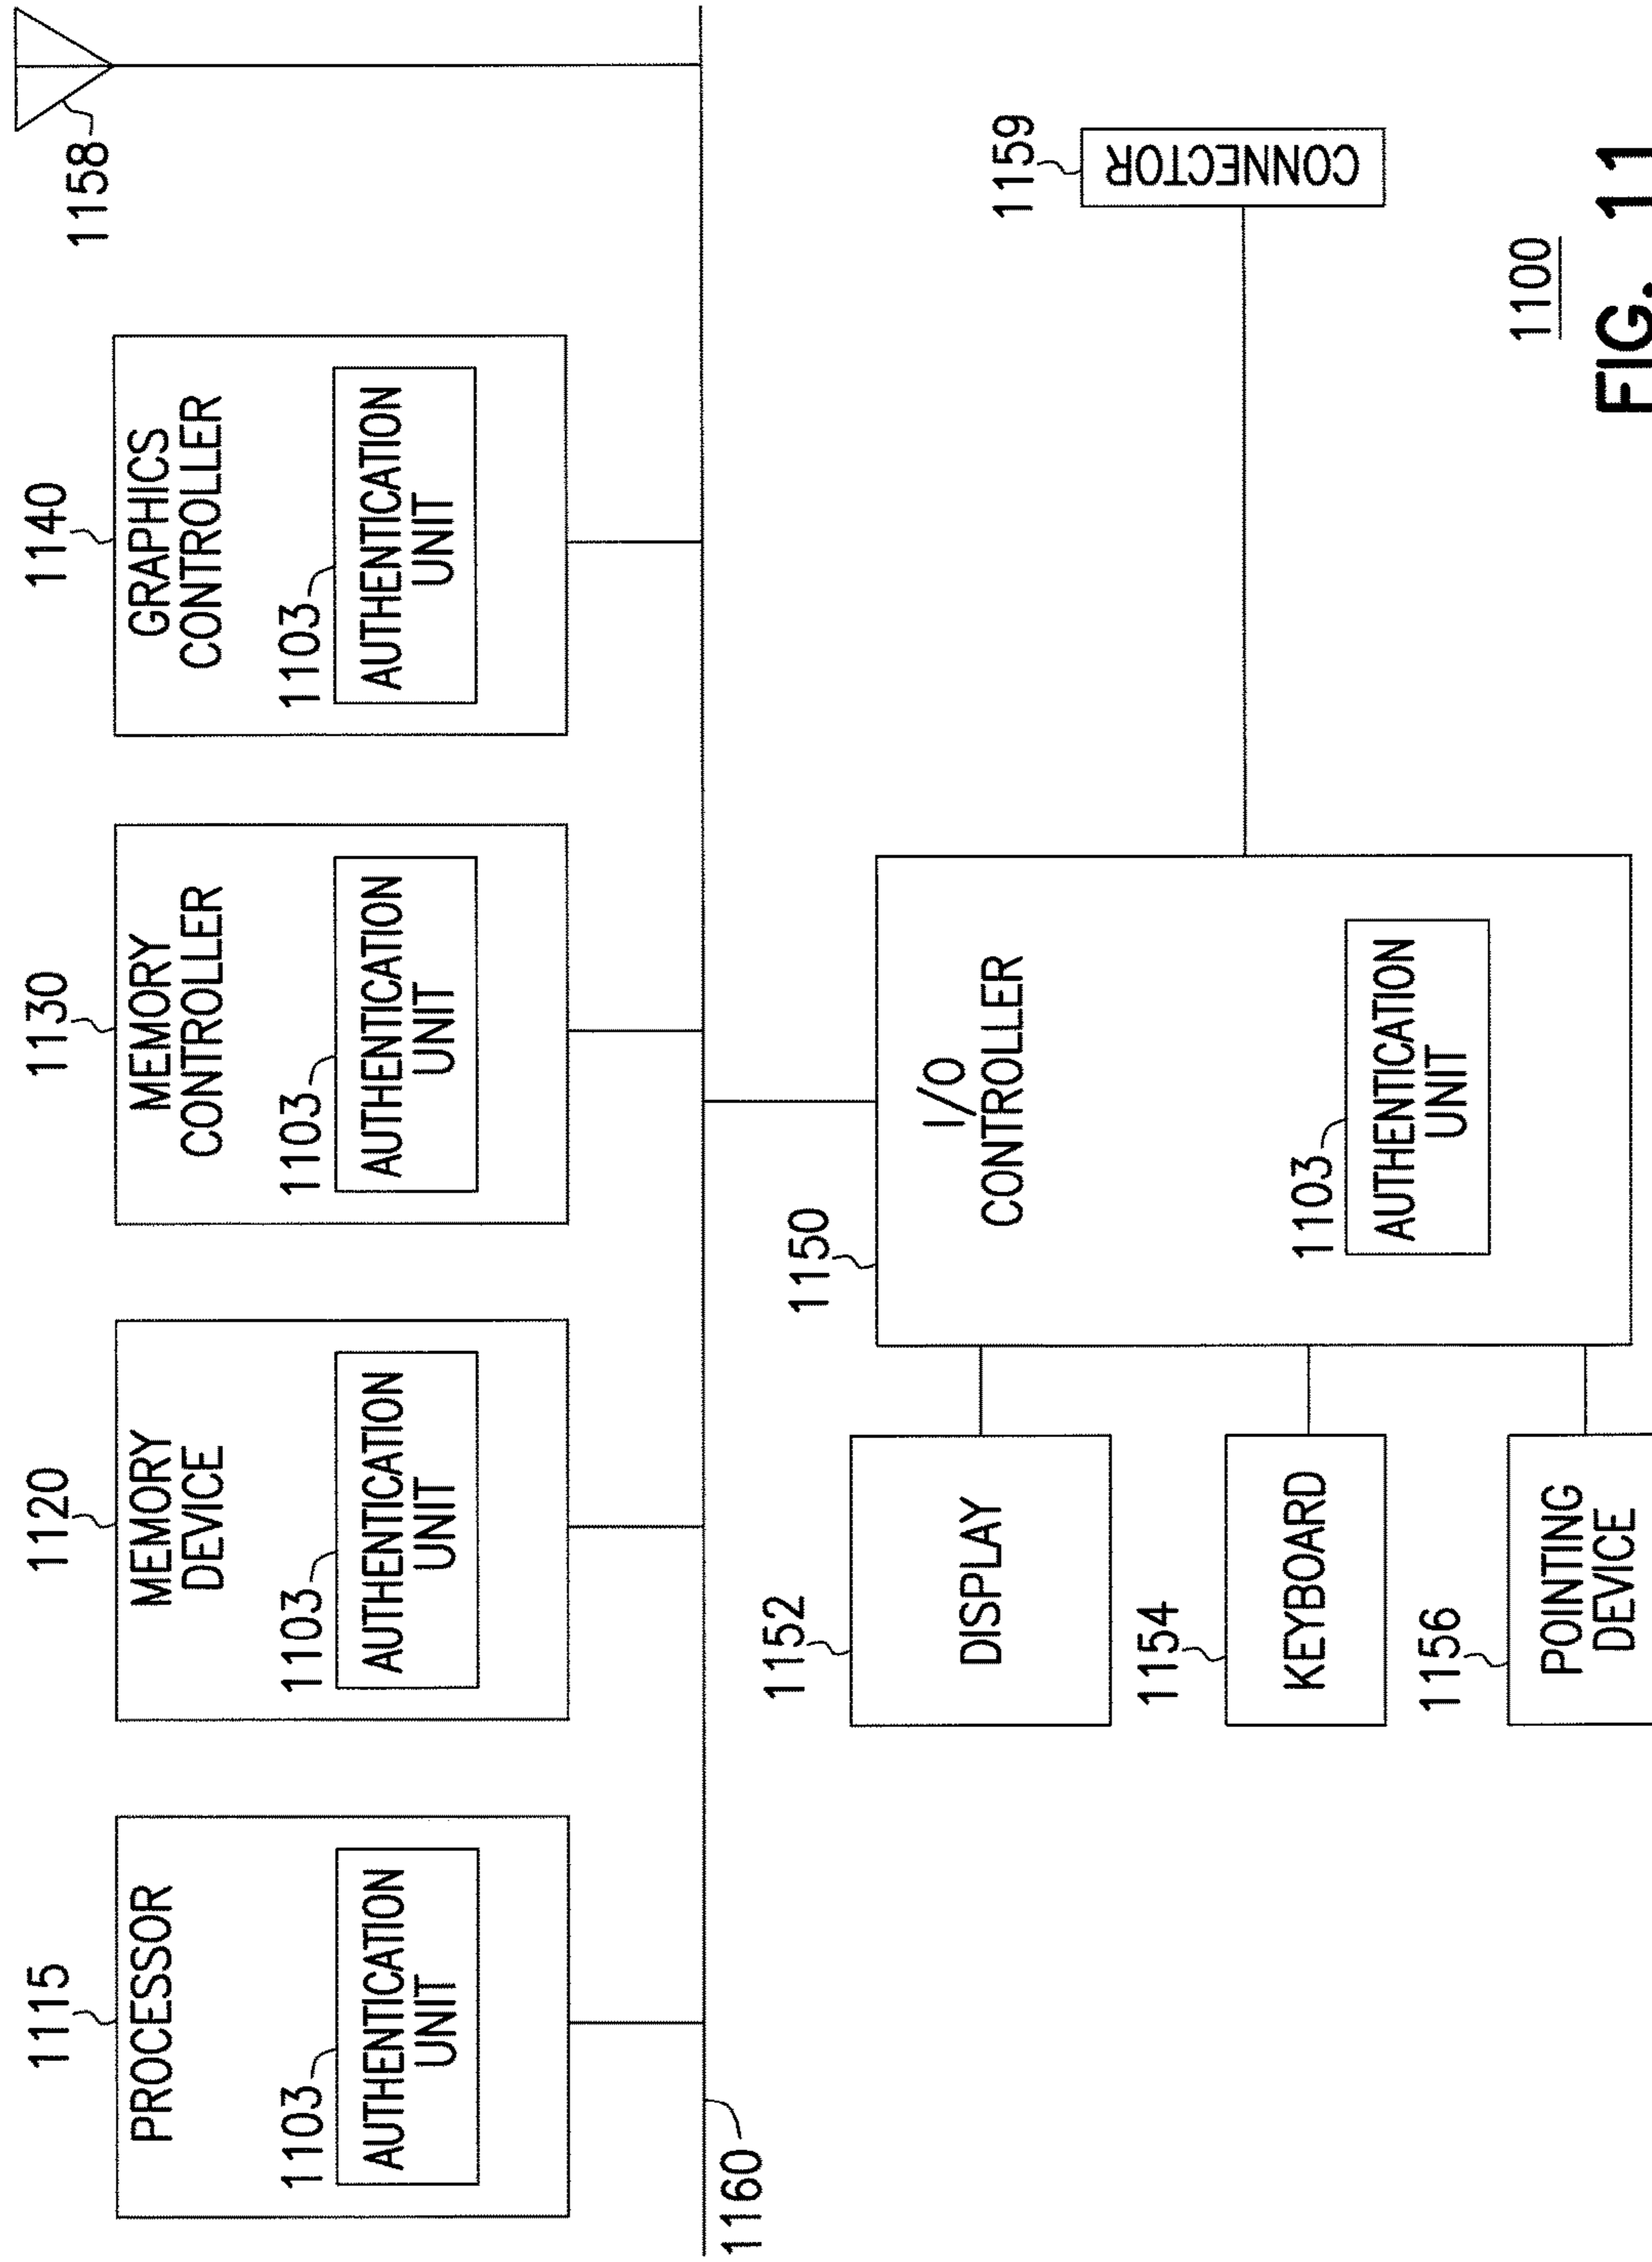 1115
PROCESSOR
1103
AUTHENTICATION
UNIT
1120
MEMORY
DEVICE
1103
AUTHENTICATION
UNIT
1130
MEMORY
CONTROLLER
1103
AUTHENTICATION
UNIT
1140
GRAPHICS
CONTROLLER
1103
AUTHENTICATION
UNIT
1158
1160
1152
DISPLAY
1154
KEYBOARD
1156
POINTING
DEVICE
1150
I/O
CONTROLLER
1103
AUTHENTICATION
UNIT
1159
CONNECTOR
1100
FIG. 11